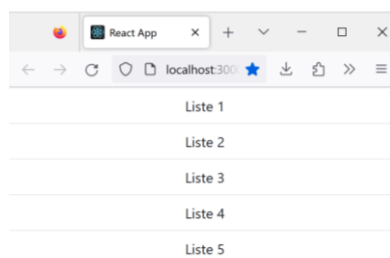 React App
localhost:300
Liste 1
Liste 2
Liste 3
Liste 4
Liste 5